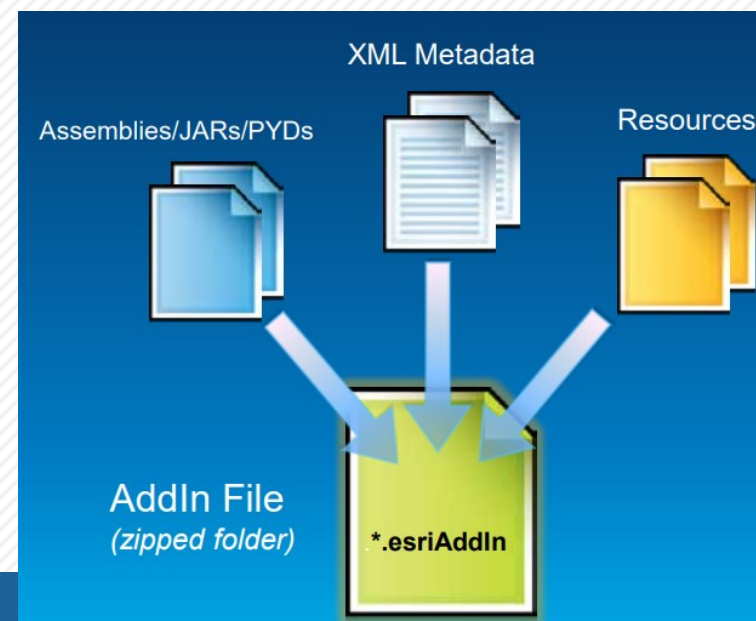 XML Metadata
Assemblies/JARs/PYDs
Resources
AddIn File
(zipped folder)
*.esriAddIn